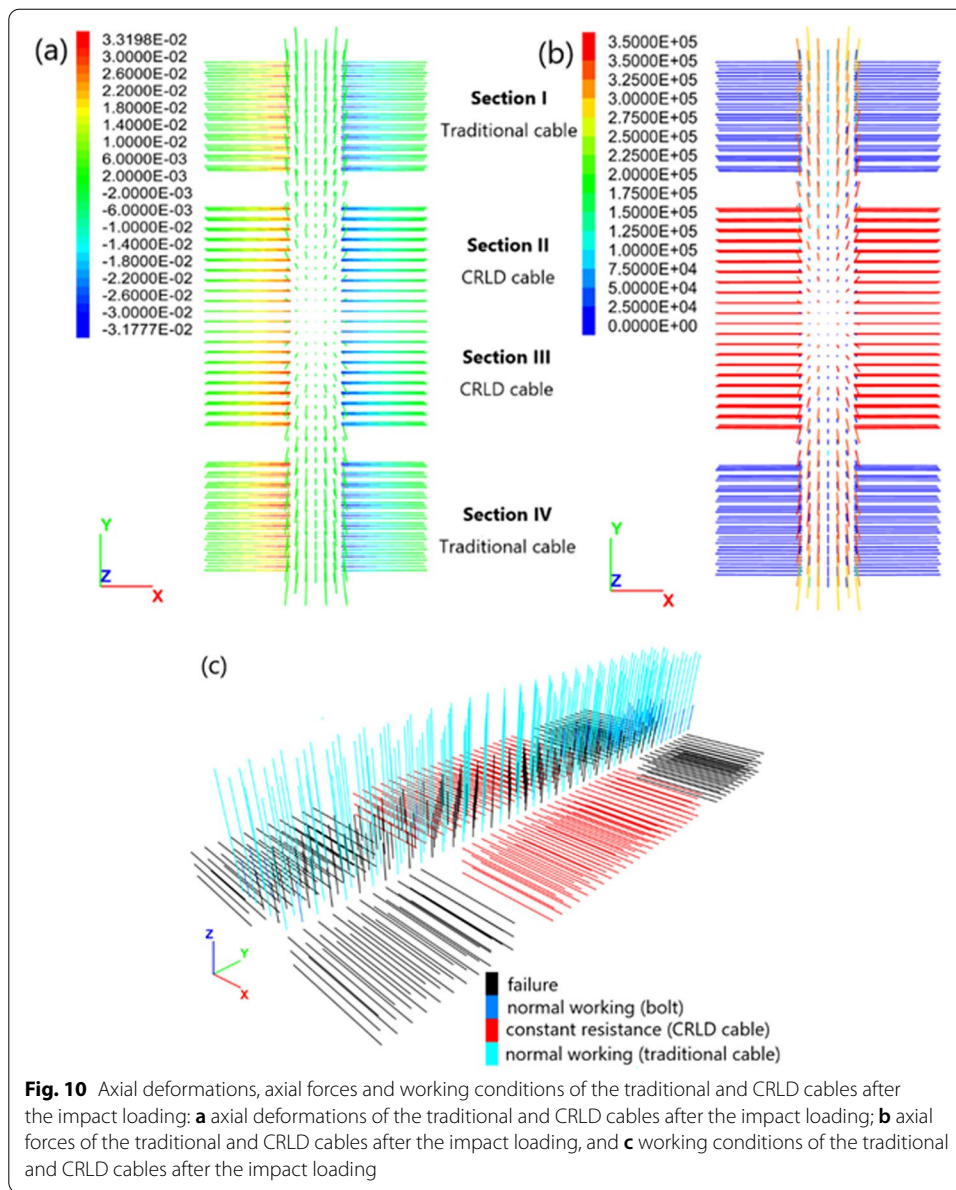 (a)
3.3198E-02
3.0000E-02
2.6000E-02
2.2000E-02
1.8000E-02
1.4000E-02
1.0000E-02
6.0000E-03
2.0000E-03
-2.0000E-03
-6.0000E-03
-1.0000E-02
-1.4000E-02
-1.8000E-02
-2.2000E-02
-2.6000E-02
-3.0000E-02
-3.1777E-02
Y
Z
X
Section I
Traditional cable
Section II
CRLD cable
Section III
CRLD cable
Section IV
Traditional cable
(b)
3.5000E+05
3.5000E+05
3.2500E+05
3.0000E+05
2.7500E+05
2.5000E+05
2.2500E+05
2.0000E+05
1.7500E+05
1.5000E+05
1.2500E+05
1.0000E+05
7.5000E+04
5.0000E+04
2.5000E+04
0.0000E+00
Y
Z
X
(c)
Z
Y
X
failure
normal working (bolt)
constant resistance (CRLD cable)
normal working (traditional cable)
Fig. 10 Axial deformations, axial forces and working conditions of the traditional and CRLD cables after
the impact loading: a axial deformations of the traditional and CRLD cables after the impact loading; b axial
forces of the traditional and CRLD cables after the impact loading, and c working conditions of the traditional
and CRLD cables after the impact loading